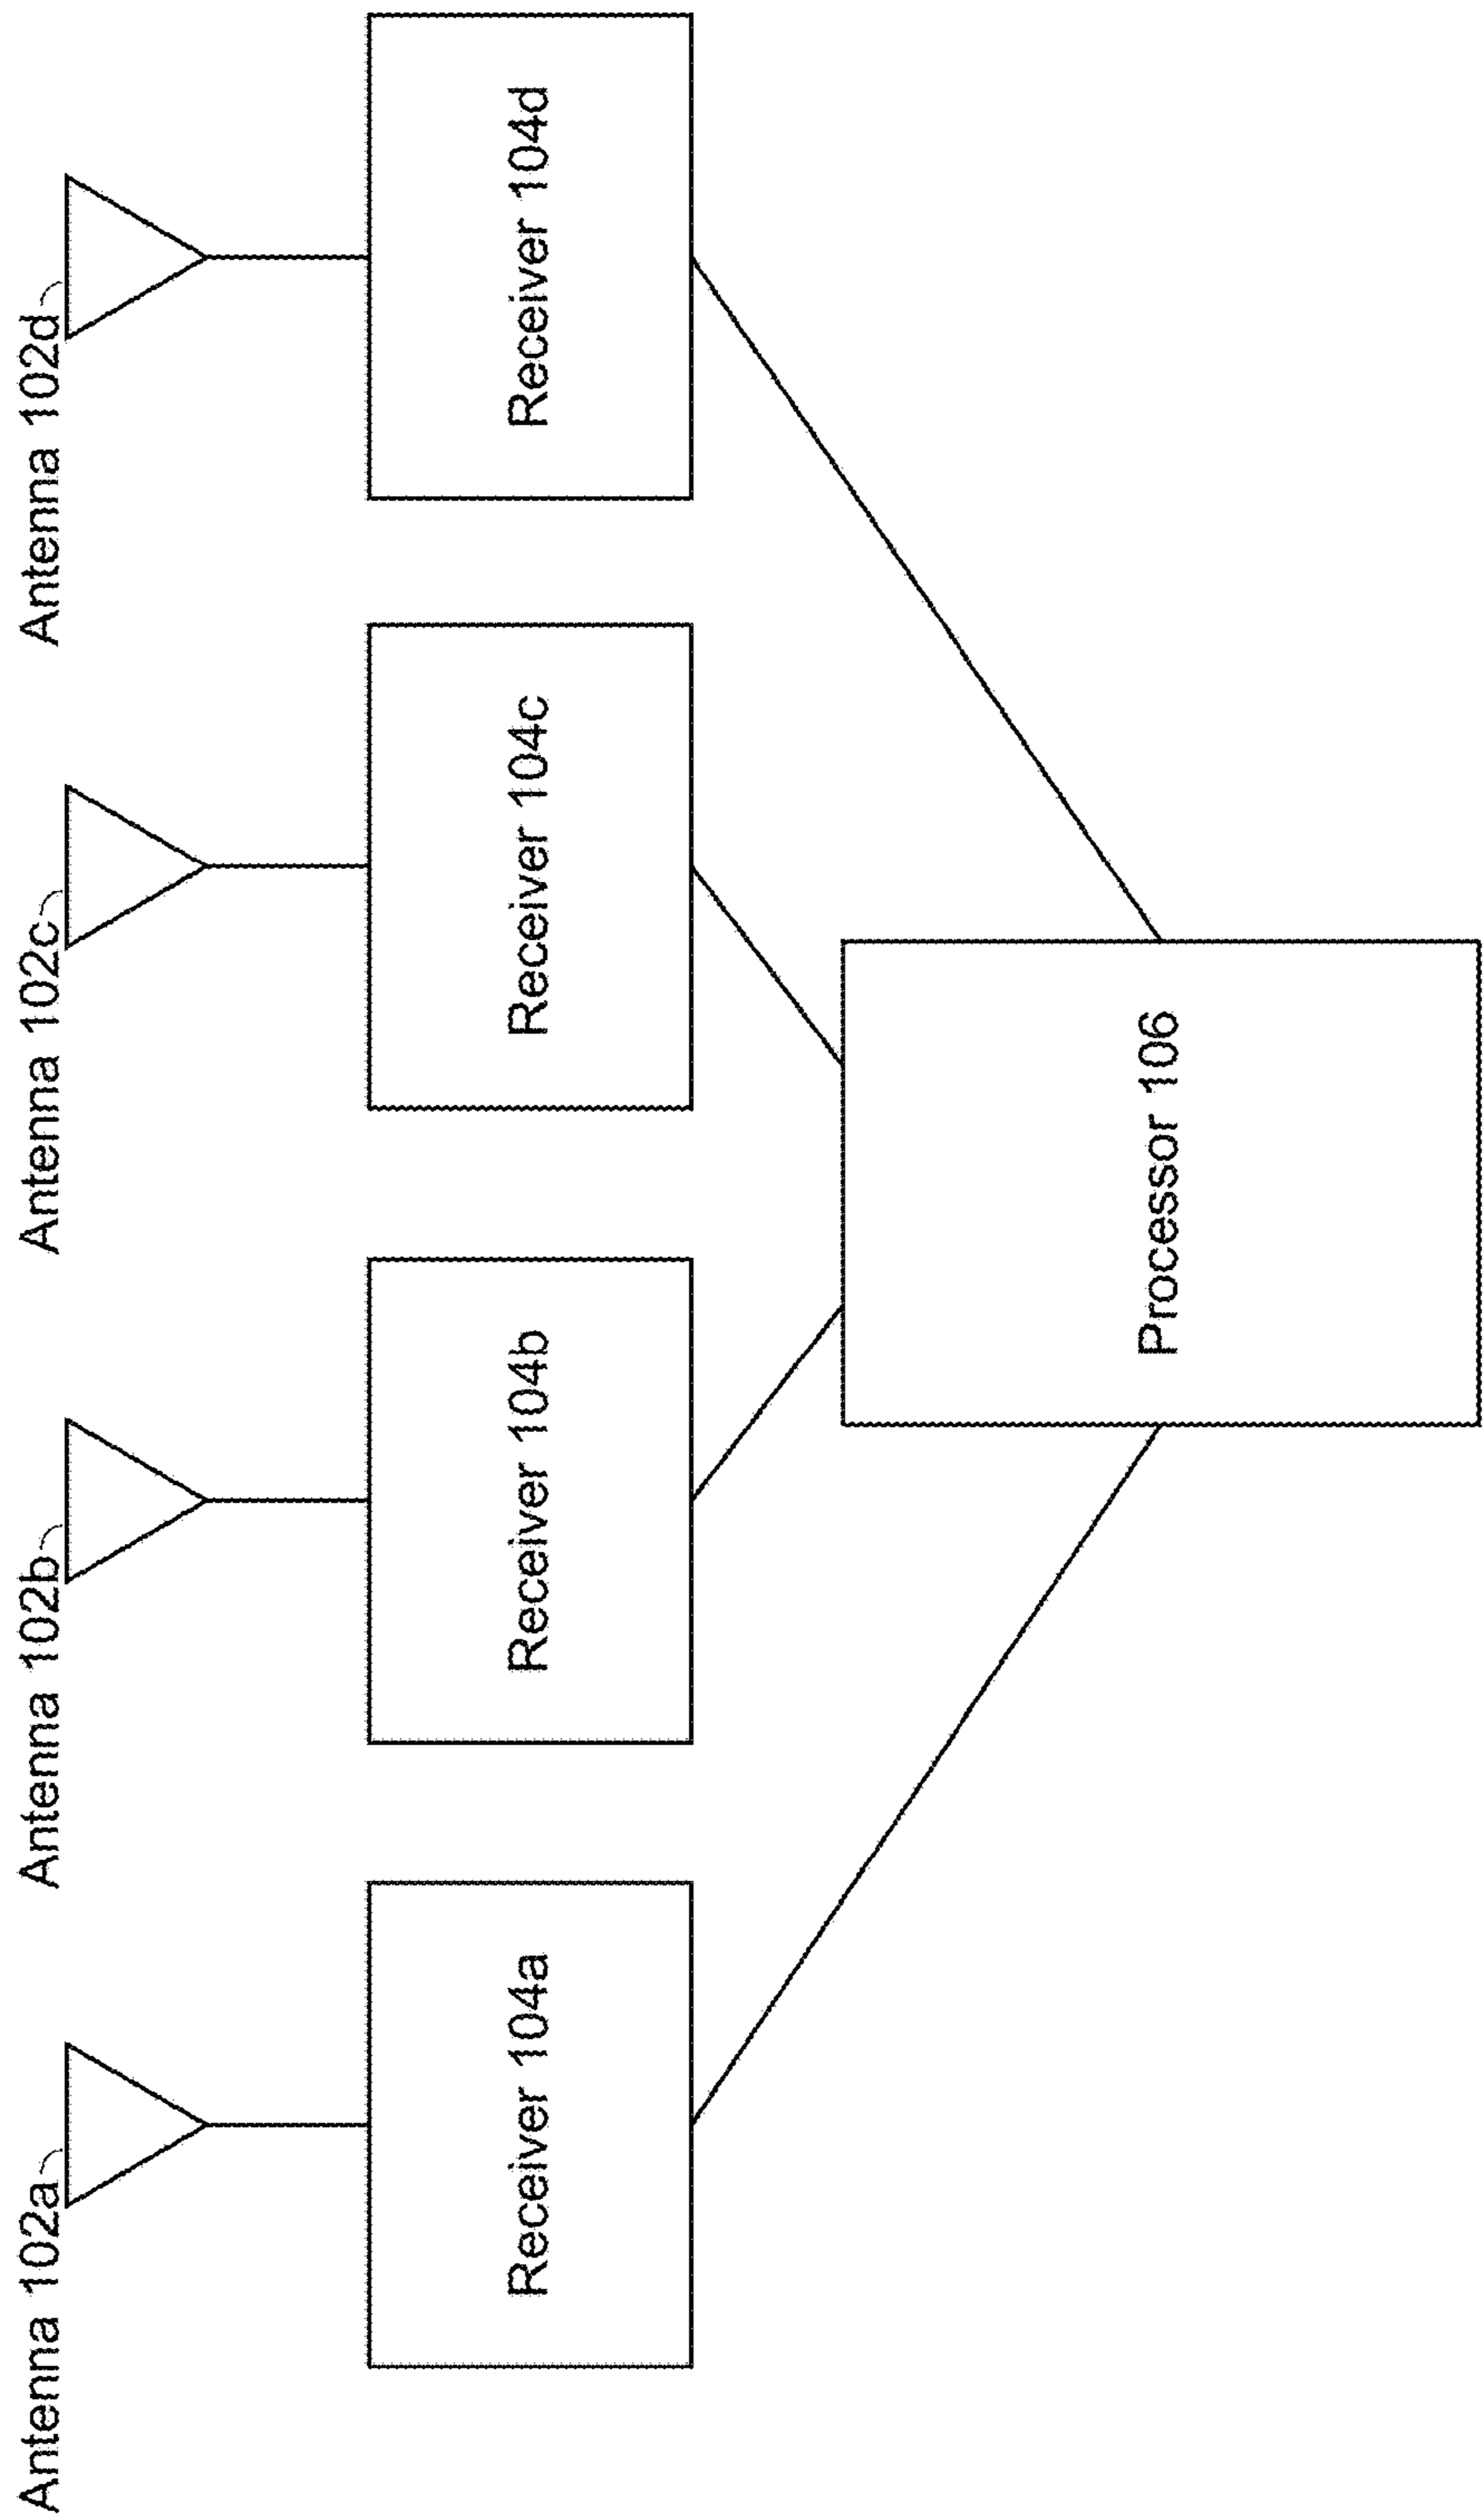 Antenna 102a
Antenna 102b
Antenna 102c
Antenna 102d
Receiver 104a
Receiver 104b
Receiver 104c
Receiver 104d
Processor 106